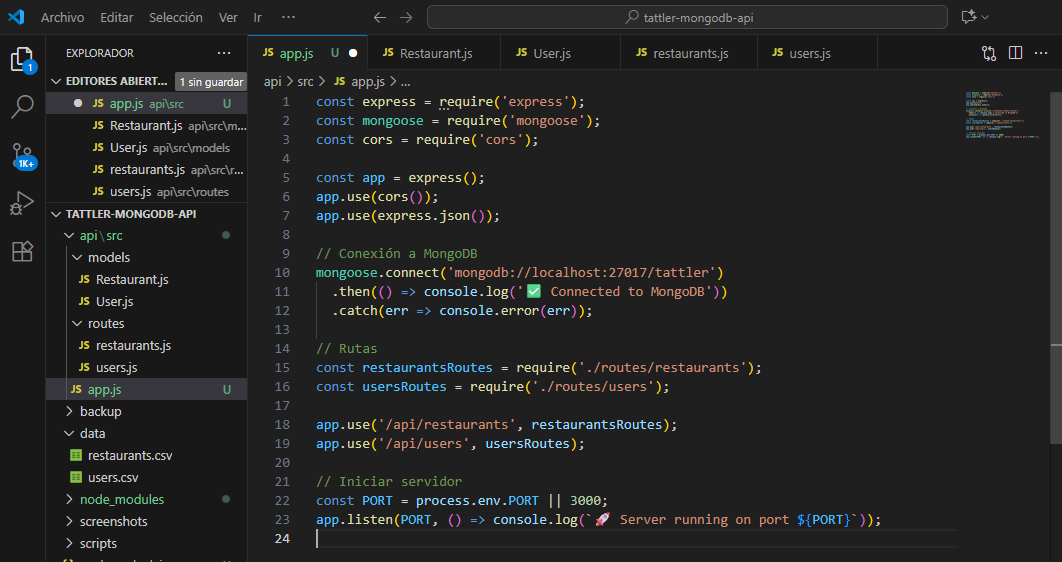 Archivo Editar Selección Ver Ir ··· tattler-mongodb-api
EXPLORADOR ···
EDITORES ABIERT... 1 sin guardar
JS app.js api\src U
JS Restaurant.js api\src\m...
JS User.js api\src\models
JS restaurants.js api\src\r...
JS users.js api\src\routes
TATTLER-MONGODB-API
api\src
models
JS Restaurant.js
JS User.js
routes
JS restaurants.js
JS users.js
JS app.js U
backup
data
restaurants.csv
users.csv
node_modules
screenshots
scripts
1
1K+
JS app.js U JS Restaurant.js JS User.js JS restaurants.js JS users.js ···
api > src > JS app.js > ...
1 const express = require('express');
2 const mongoose = require('mongoose');
3 const cors = require('cors');
4
5 const app = express();
6 app.use(cors());
7 app.use(express.json());
8
9 // Conexión a MongoDB
10 mongoose.connect('mongodb://localhost:27017/tattler')
11 .then(() => console.log('✅ Connected to MongoDB'))
12 .catch(err => console.error(err));
13
14 // Rutas
15 const restaurantsRoutes = require('./routes/restaurants');
16 const usersRoutes = require('./routes/users');
17
18 app.use('/api/restaurants', restaurantsRoutes);
19 app.use('/api/users', usersRoutes);
20
21 // Iniciar servidor
22 const PORT = process.env.PORT || 3000;
23 app.listen(PORT, () => console.log(`🚀 Server running on port ${PORT}`));
24